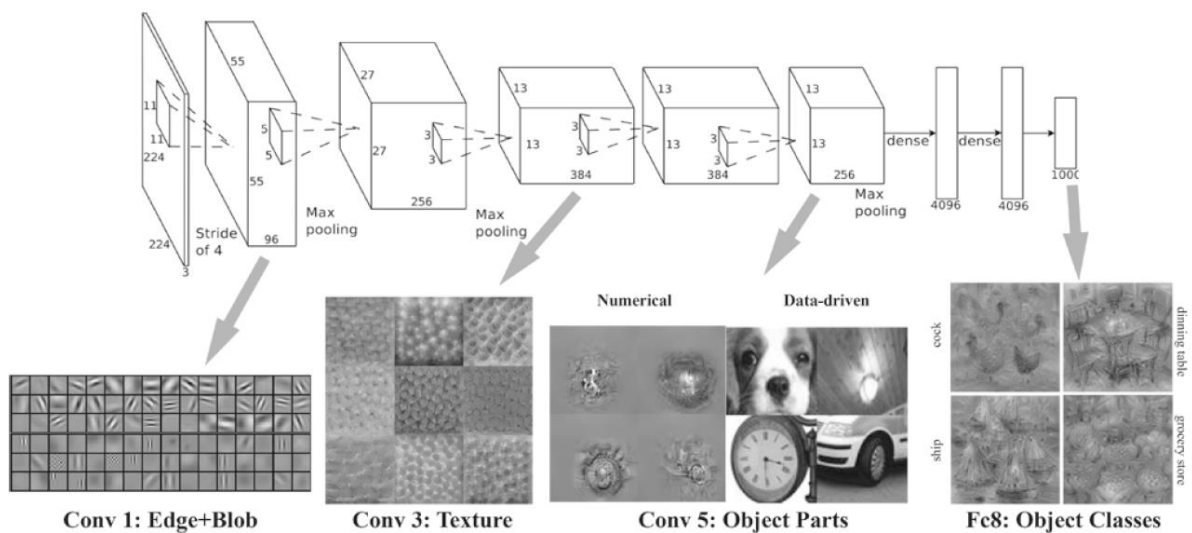 11
11
224
224
3
Stride
of 4
55
55
5
5
96
Max
pooling
27
27
3
3
256
Max
pooling
13
13
3
3
384
13
13
3
3
384
13
13
256
Max
pooling
dense
4096
dense
4096
1000
Numerical
Data-driven
cock
dinning table
ship
grocery store
Conv 1: Edge+Blob
Conv 3: Texture
Conv 5: Object Parts
Fc8: Object Classes